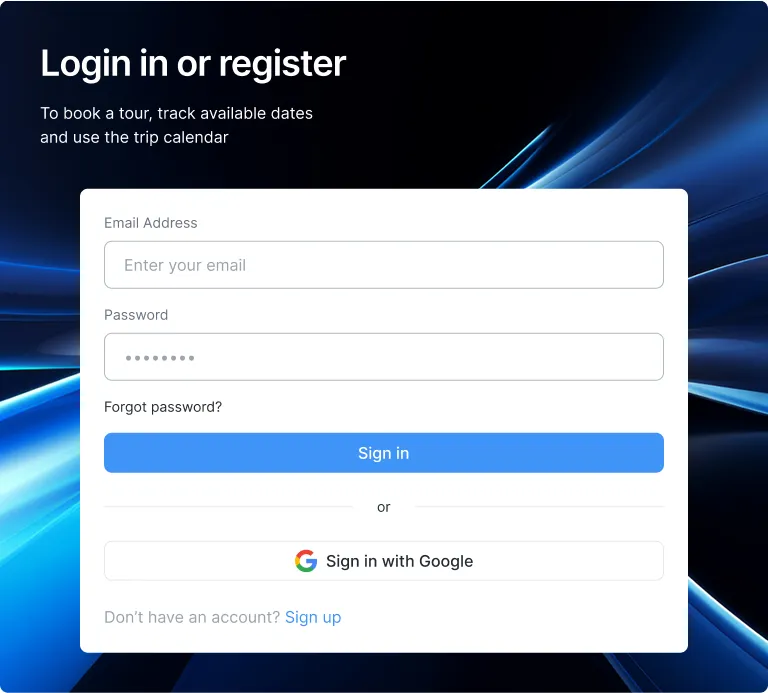 Login in or register
To book a tour, track available dates
and use the trip calendar
Email Address
Enter your email
Password
••••••••
Forgot password?
Sign in
or
Sign in with Google
Don’t have an account? Sign up